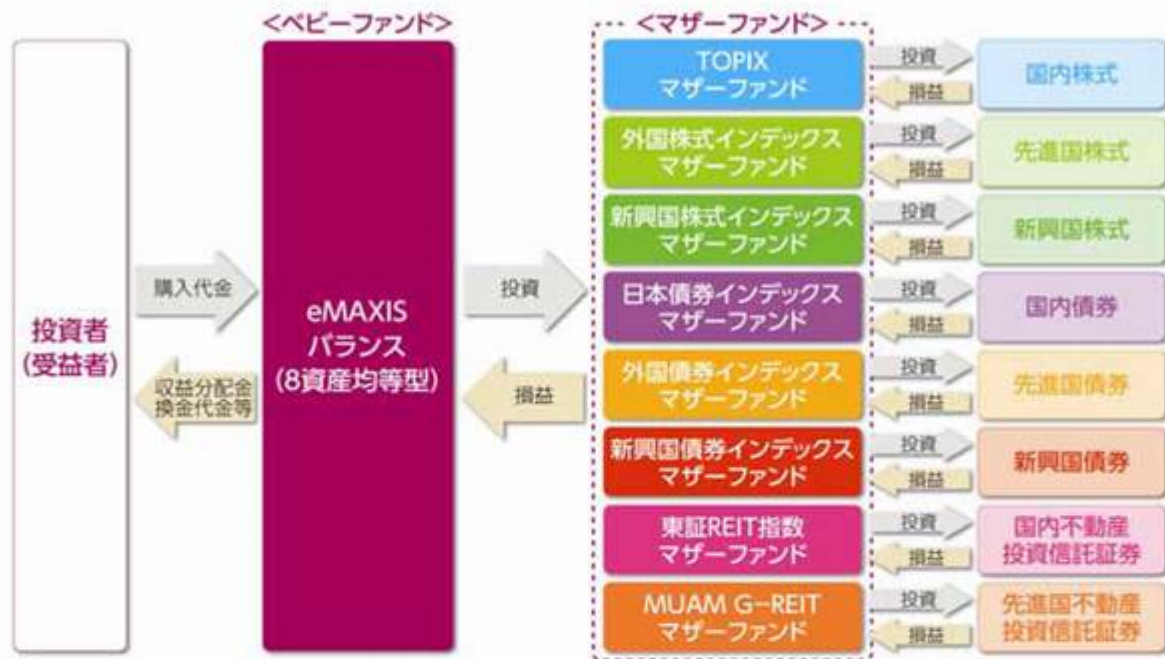 <ベビーファンド>
<マザーファンド>
投資者
(受益者)
購入代金
収益分配金
換金代金等
eMAXIS
バランス
(8資産均等型)
投資
損益
TOPIX
マザーファンド
投資
損益
国内株式
外国株式インデックス
マザーファンド
投資
損益
先進国株式
新興国株式インデックス
マザーファンド
投資
損益
新興国株式
日本債券インデックス
マザーファンド
投資
損益
国内債券
外国債券インデックス
マザーファンド
投資
損益
先進国債券
新興国債券インデックス
マザーファンド
投資
損益
新興国債券
東証REIT指数
マザーファンド
投資
損益
国内不動産
投資信託証券
MUAM G-REIT
マザーファンド
投資
損益
先進国不動産
投資信託証券